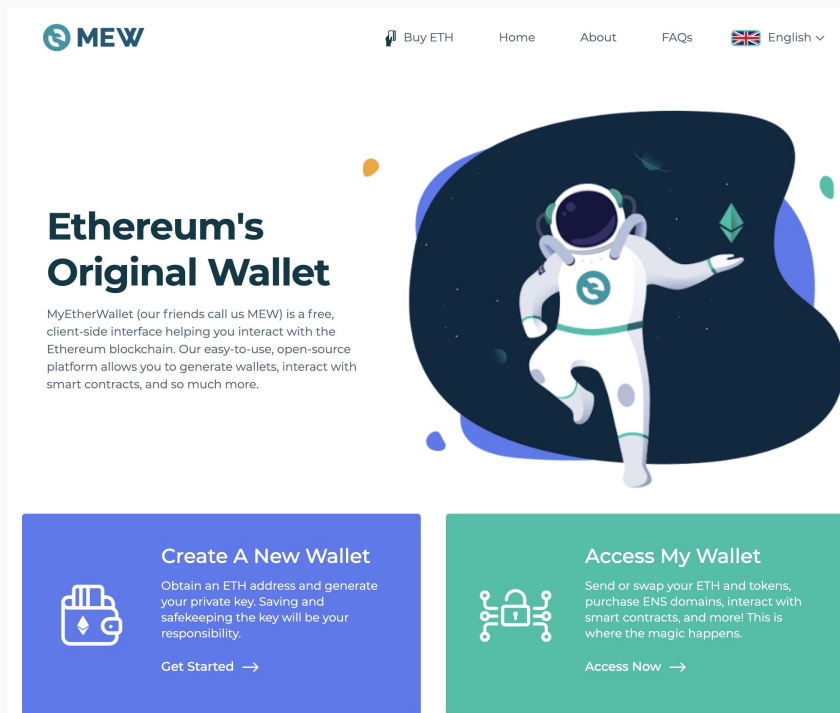 MEW
Buy ETH
Home
About
FAQs
English
Ethereum's
Original Wallet
MyEtherWallet (our friends call us MEW) is a free,
client-side interface helping you interact with the
Ethereum blockchain. Our easy-to-use, open-source
platform allows you to generate wallets, interact with
smart contracts, and so much more.
Create A New Wallet
Obtain an ETH address and generate
your private key. Saving and
safekeeping the key will be your
responsibility.
Get Started
Access My Wallet
Send or swap your ETH and tokens,
purchase ENS domains, interact with
smart contracts, and more! This is
where the magic happens.
Access Now